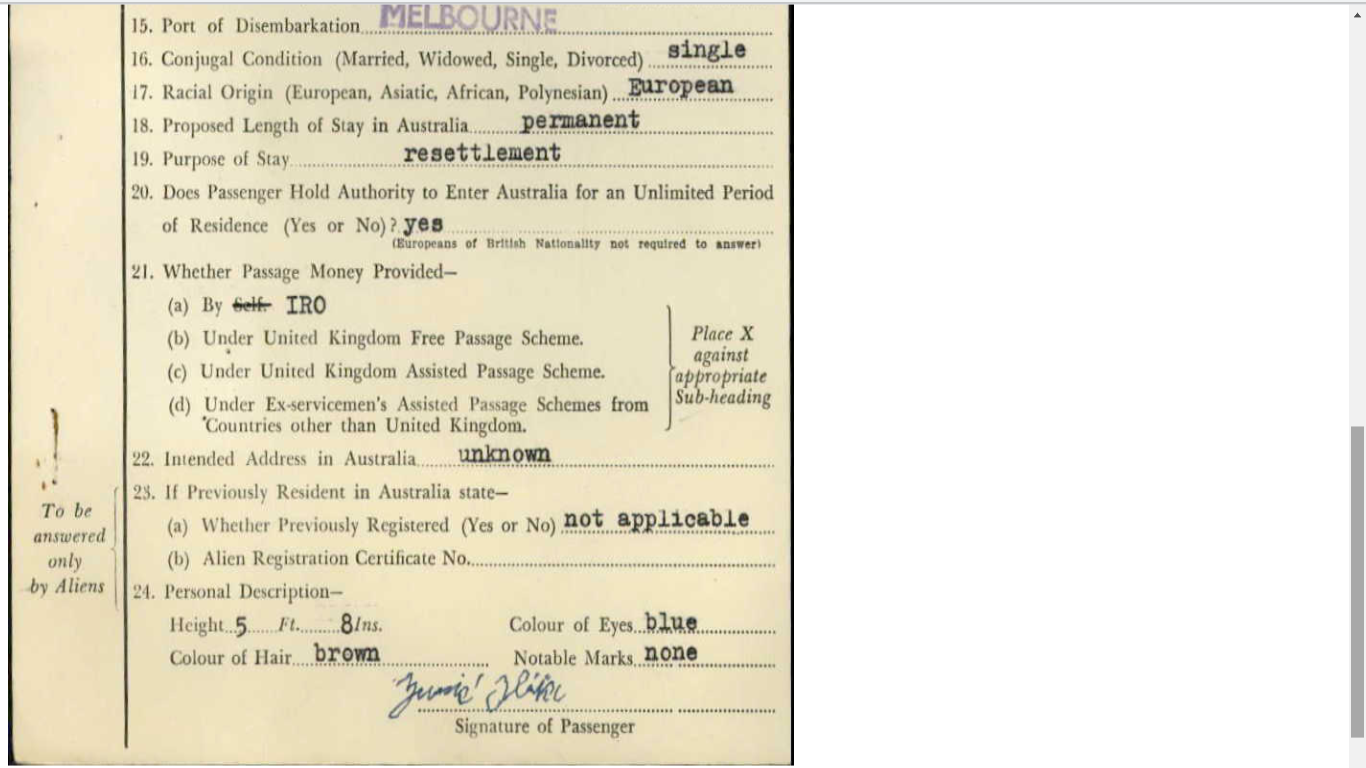 15. Port of Disembarkation MELBOURNE
16. Conjugal Condition (Married, Widowed, Single, Divorced) single
17. Racial Origin (European, Asiatic, African, Polynesian) European
18. Proposed Length of Stay in Australia permanent
19. Purpose of Stay resettlement
20. Does Passenger Hold Authority to Enter Australia for an Unlimited Period
of Residence (Yes or No)? yes
(Europeans of British Nationality not required to answer)
21. Whether Passage Money Provided—
(a) By Self. IRO
(b) Under United Kingdom Free Passage Scheme.
(c) Under United Kingdom Assisted Passage Scheme.
(d) Under Ex-servicemen's Assisted Passage Schemes from
Countries other than United Kingdom.
Place X
against
appropriate
Sub-heading
22. Intended Address in Australia unknown
23. If Previously Resident in Australia state—
(a) Whether Previously Registered (Yes or No) not applicable
(b) Alien Registration Certificate No.
To be
answered
only
by Aliens
24. Personal Description—
Height 5 Ft. 8 Ins. Colour of Eyes blue
Colour of Hair brown Notable Marks none
Signature of Passenger